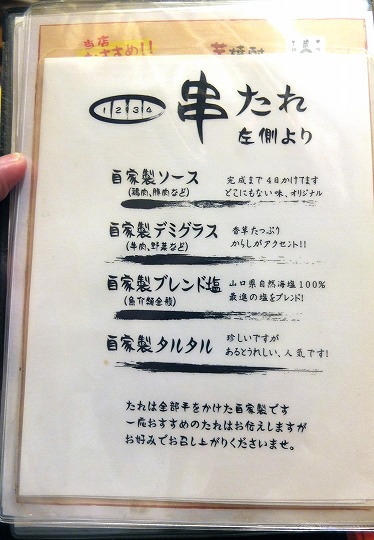 当店
おすすめ!!
芋焼酎
1 2 3 4
串たれ
左側より
自家製ソース
(鶏肉、豚肉など)
完成まで4日かけてます
どこにもない味、オリジナル
自家製デミグラス
(牛肉、野菜など)
香草たっぷり
からしがアクセント!!
自家製ブレンド塩
(魚介類全般)
山口県自然海塩100%
最進の塩をブレンド!
自家製タルタル
珍しいですが
あるとうれしい、人気です!
たれは全部手をかけた自家製です
一応おすすめのたれはお伝えしますが
お好みでお召し上がりくださいませ。